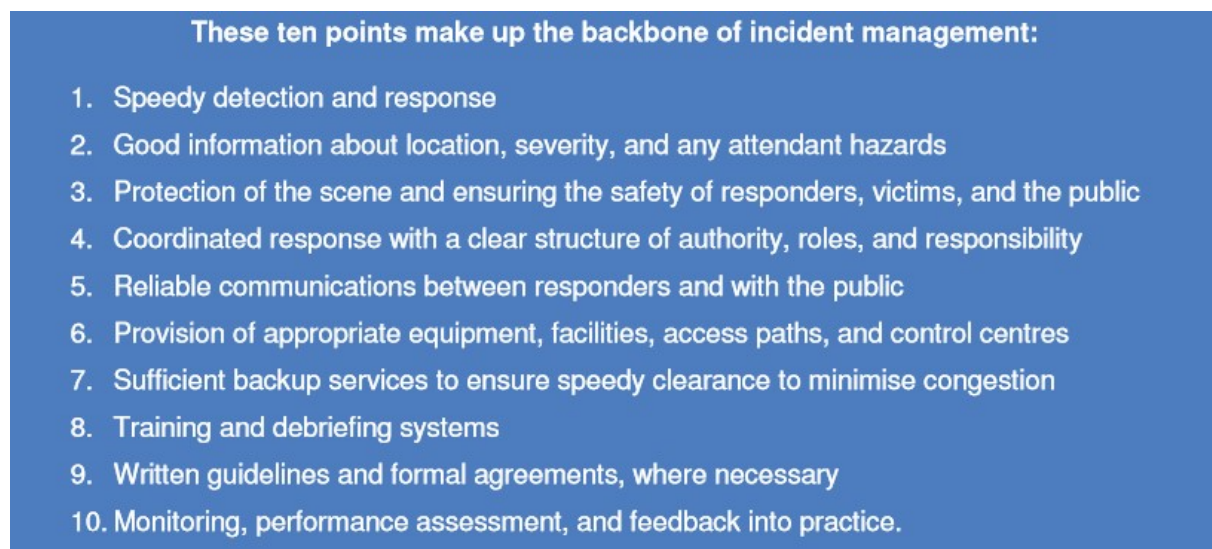 These ten points make up the backbone of incident management:
1. Speedy detection and response
2. Good information about location, severity, and any attendant hazards
3. Protection of the scene and ensuring the safety of responders, victims, and the public
4. Coordinated response with a clear structure of authority, roles, and responsibility
5. Reliable communications between responders and with the public
6. Provision of appropriate equipment, facilities, access paths, and control centres
7. Sufficient backup services to ensure speedy clearance to minimise congestion
8. Training and debriefing systems
9. Written guidelines and formal agreements, where necessary
10. Monitoring, performance assessment, and feedback into practice.